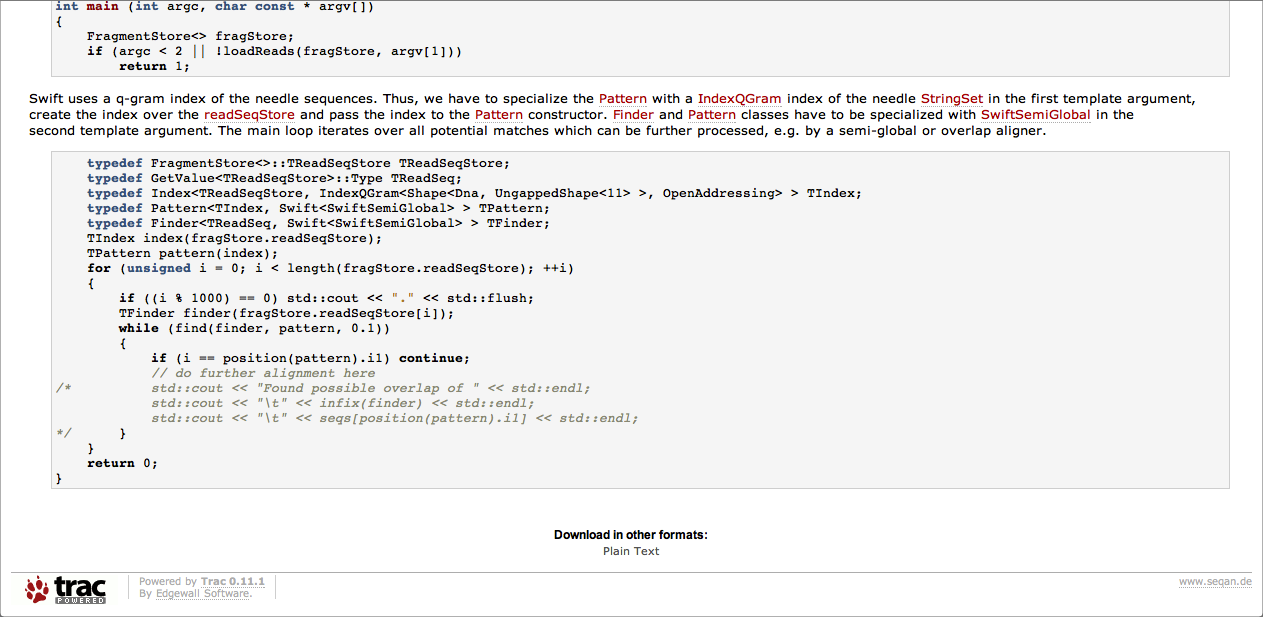 int main (int argc, char const * argv[])
{
    FragmentStore<> fragStore;
    if (argc < 2 || !loadReads(fragStore, argv[1]))
        return 1;
Swift uses a q-gram index of the needle sequences. Thus, we have to specialize the Pattern with a IndexQGram index of the needle StringSet in the first template argument,
create the index over the readSeqStore and pass the index to the Pattern constructor. Finder and Pattern classes have to be specialized with SwiftSemiGlobal in the
second template argument. The main loop iterates over all potential matches which can be further processed, e.g. by a semi-global or overlap aligner.
    typedef FragmentStore<>::TReadSeqStore TReadSeqStore;
    typedef GetValue<TReadSeqStore>::Type TReadSeq;
    typedef Index<TReadSeqStore, IndexQGram<Shape<Dna, UngappedShape<11> >, OpenAddressing> > TIndex;
    typedef Pattern<TIndex, Swift<SwiftSemiGlobal> > TPattern;
    typedef Finder<TReadSeq, Swift<SwiftSemiGlobal> > TFinder;
    TIndex index(fragStore.readSeqStore);
    TPattern pattern(index);
    for (unsigned i = 0; i < length(fragStore.readSeqStore); ++i)
    {
        if ((i % 1000) == 0) std::cout << "." << std::flush;
        TFinder finder(fragStore.readSeqStore[i]);
        while (find(finder, pattern, 0.1))
        {
            if (i == position(pattern).i1) continue;
            // do further alignment here
/*          std::cout << "Found possible overlap of " << std::endl;
            std::cout << "\t" << infix(finder) << std::endl;
            std::cout << "\t" << seqs[position(pattern).i1] << std::endl;
*/      }
    }
    return 0;
}
Download in other formats:
Plain Text
trac
POWERED
Powered by Trac 0.11.1
By Edgewall Software.
www.seqan.de